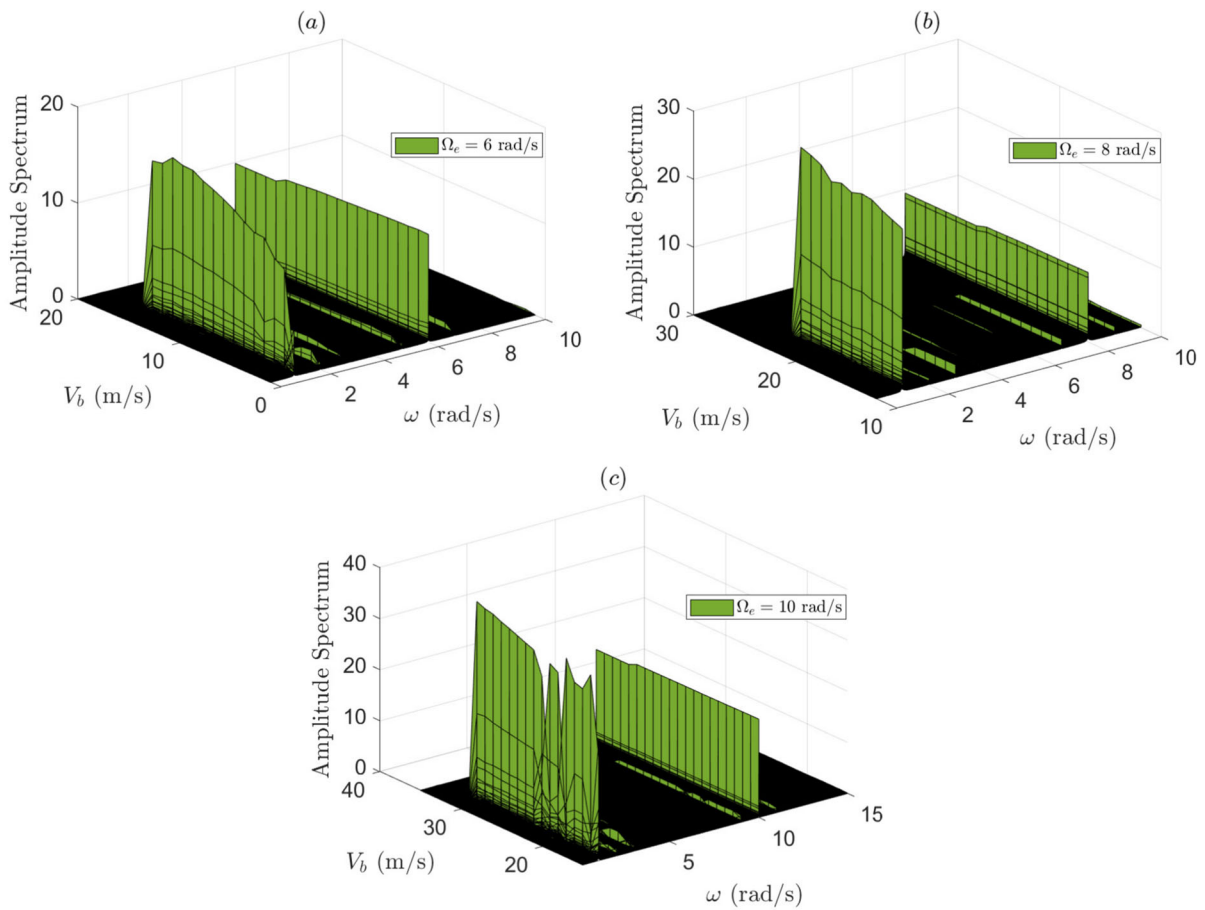 (a)
20
10
0
Amplitude Spectrum
Ω_e = 6 rad/s
20
10
0
V_b (m/s)
2
4
6
8
10
ω (rad/s)
(b)
30
20
10
0
Amplitude Spectrum
Ω_e = 8 rad/s
30
20
10
V_b (m/s)
2
4
6
8
10
ω (rad/s)
(c)
40
30
20
10
0
Amplitude Spectrum
Ω_e = 10 rad/s
40
30
20
V_b (m/s)
5
10
15
ω (rad/s)